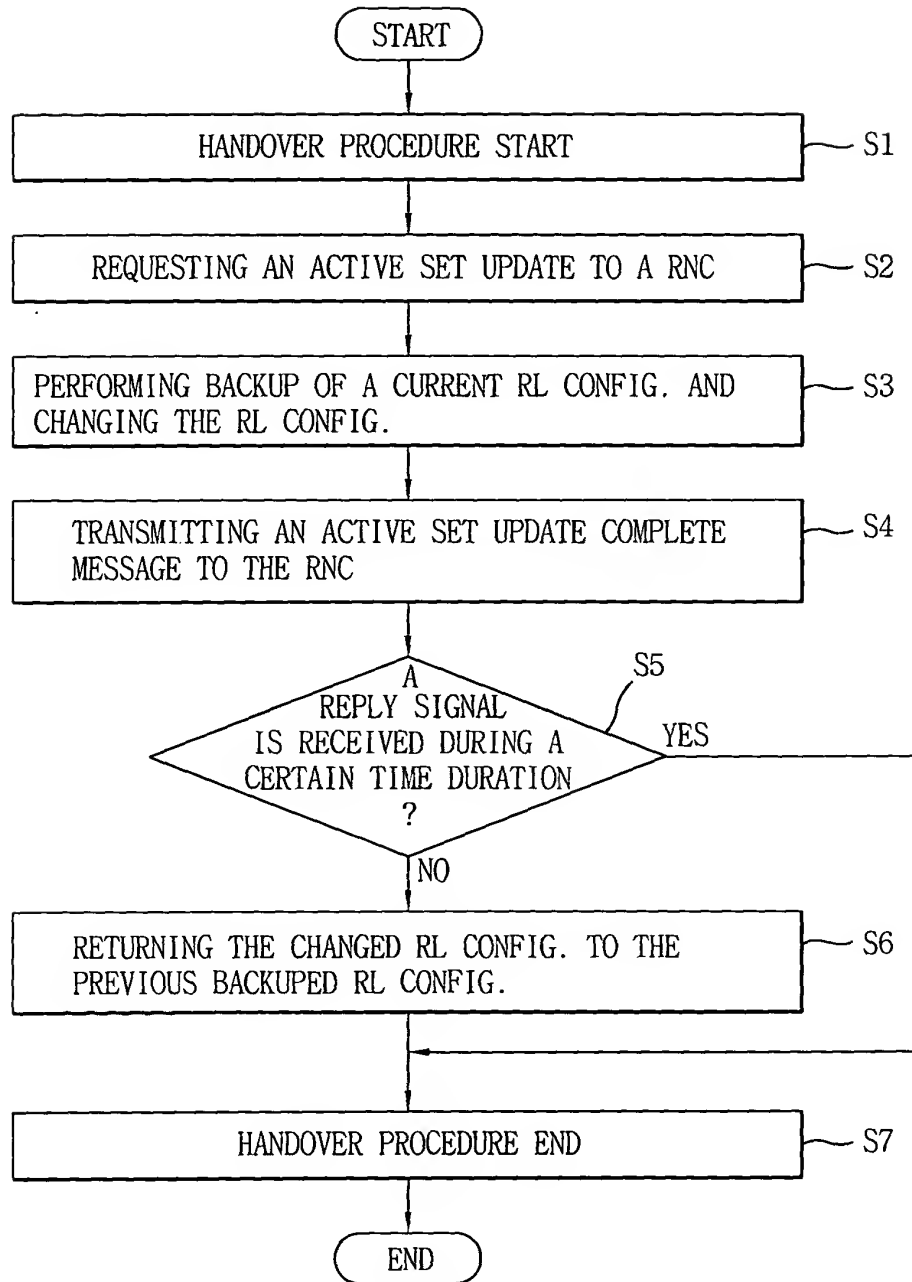 START
HANDOVER PROCEDURE START
S1
REQUESTING AN ACTIVE SET UPDATE TO A RNC
S2
PERFORMING BACKUP OF A CURRENT RL CONFIG. AND
CHANGING THE RL CONFIG.
S3
TRANSMITTING AN ACTIVE SET UPDATE COMPLETE
MESSAGE TO THE RNC
S4
A
REPLY SIGNAL
IS RECEIVED DURING A
CERTAIN TIME DURATION
?
S5
YES
NO
RETURNING THE CHANGED RL CONFIG. TO THE
PREVIOUS BACKUPED RL CONFIG.
S6
HANDOVER PROCEDURE END
S7
END